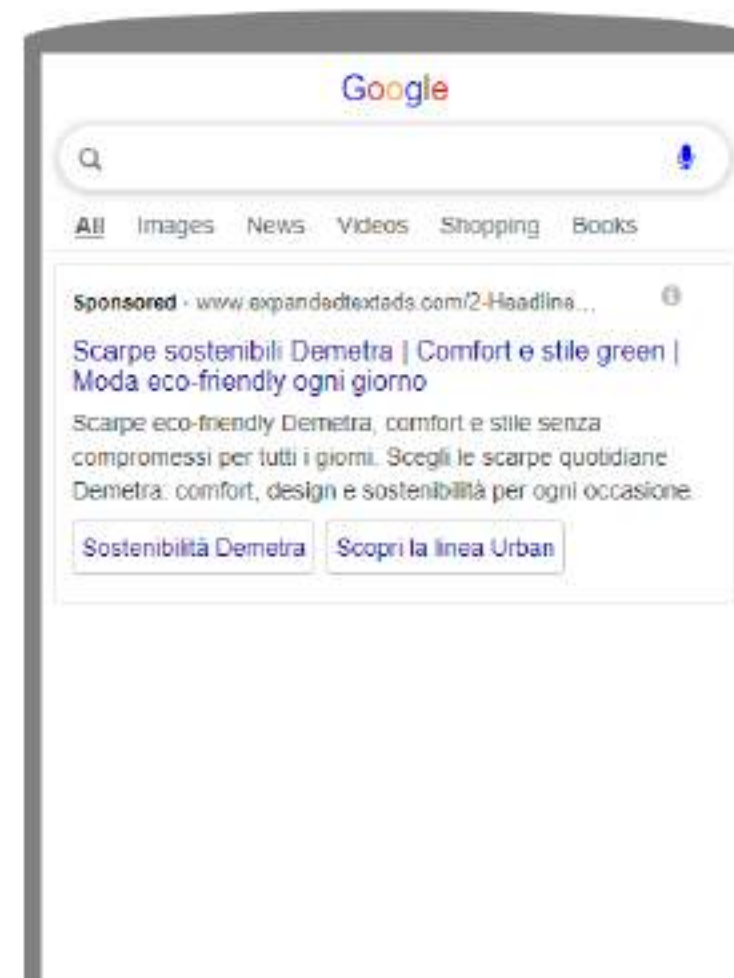 Google
All Images News Videos Shopping Books
Sponsored · www.expandedtextads.com/2-Headline...
Scarpe sostenibili Demetra | Comfort e stile green |
Moda eco-friendly ogni giorno
Scarpe eco-friendly Demetra, comfort e stile senza
compromessi per tutti i giorni. Scegli le scarpe quotidiane
Demetra: comfort, design e sostenibilità per ogni occasione.
Sostenibilità Demetra Scopri la linea Urban